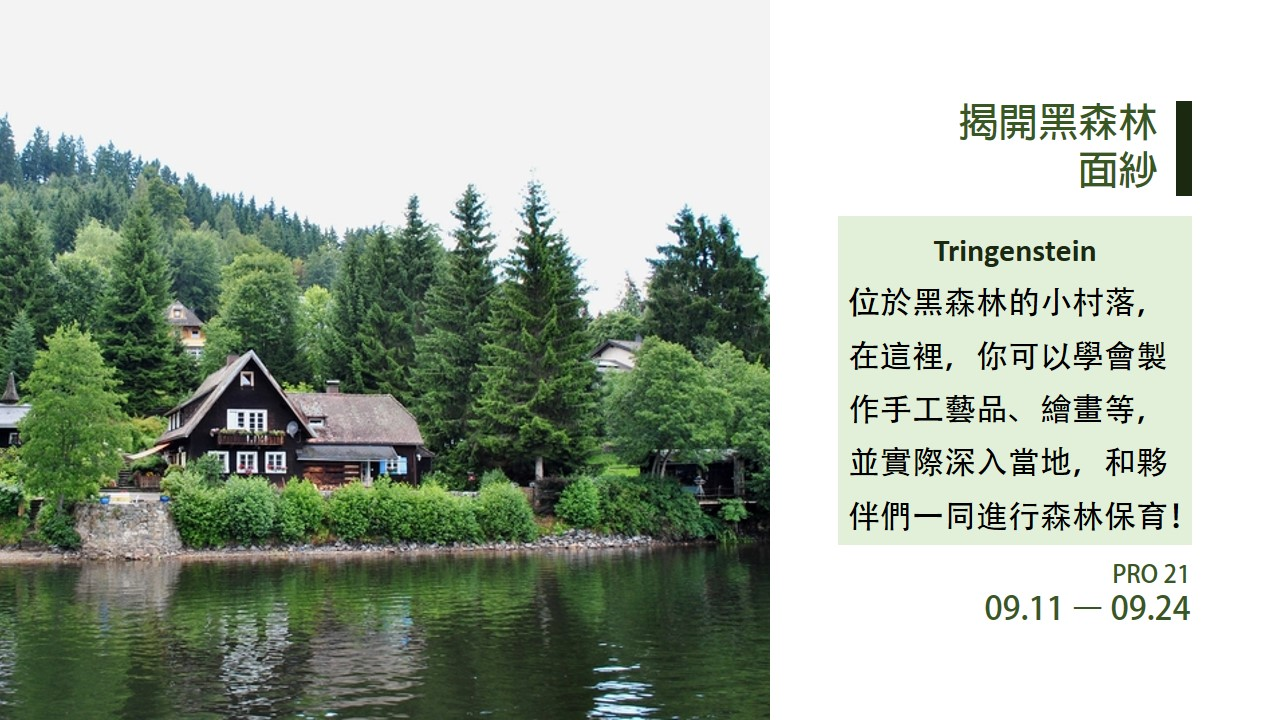 揭開黑森林
面紗
Tringenstein
位於黑森林的小村落，
在這裡，你可以學會製
作手工藝品、繪畫等，
並實際深入當地，和夥
伴們一同進行森林保育！
PRO 21
09.11 — 09.24